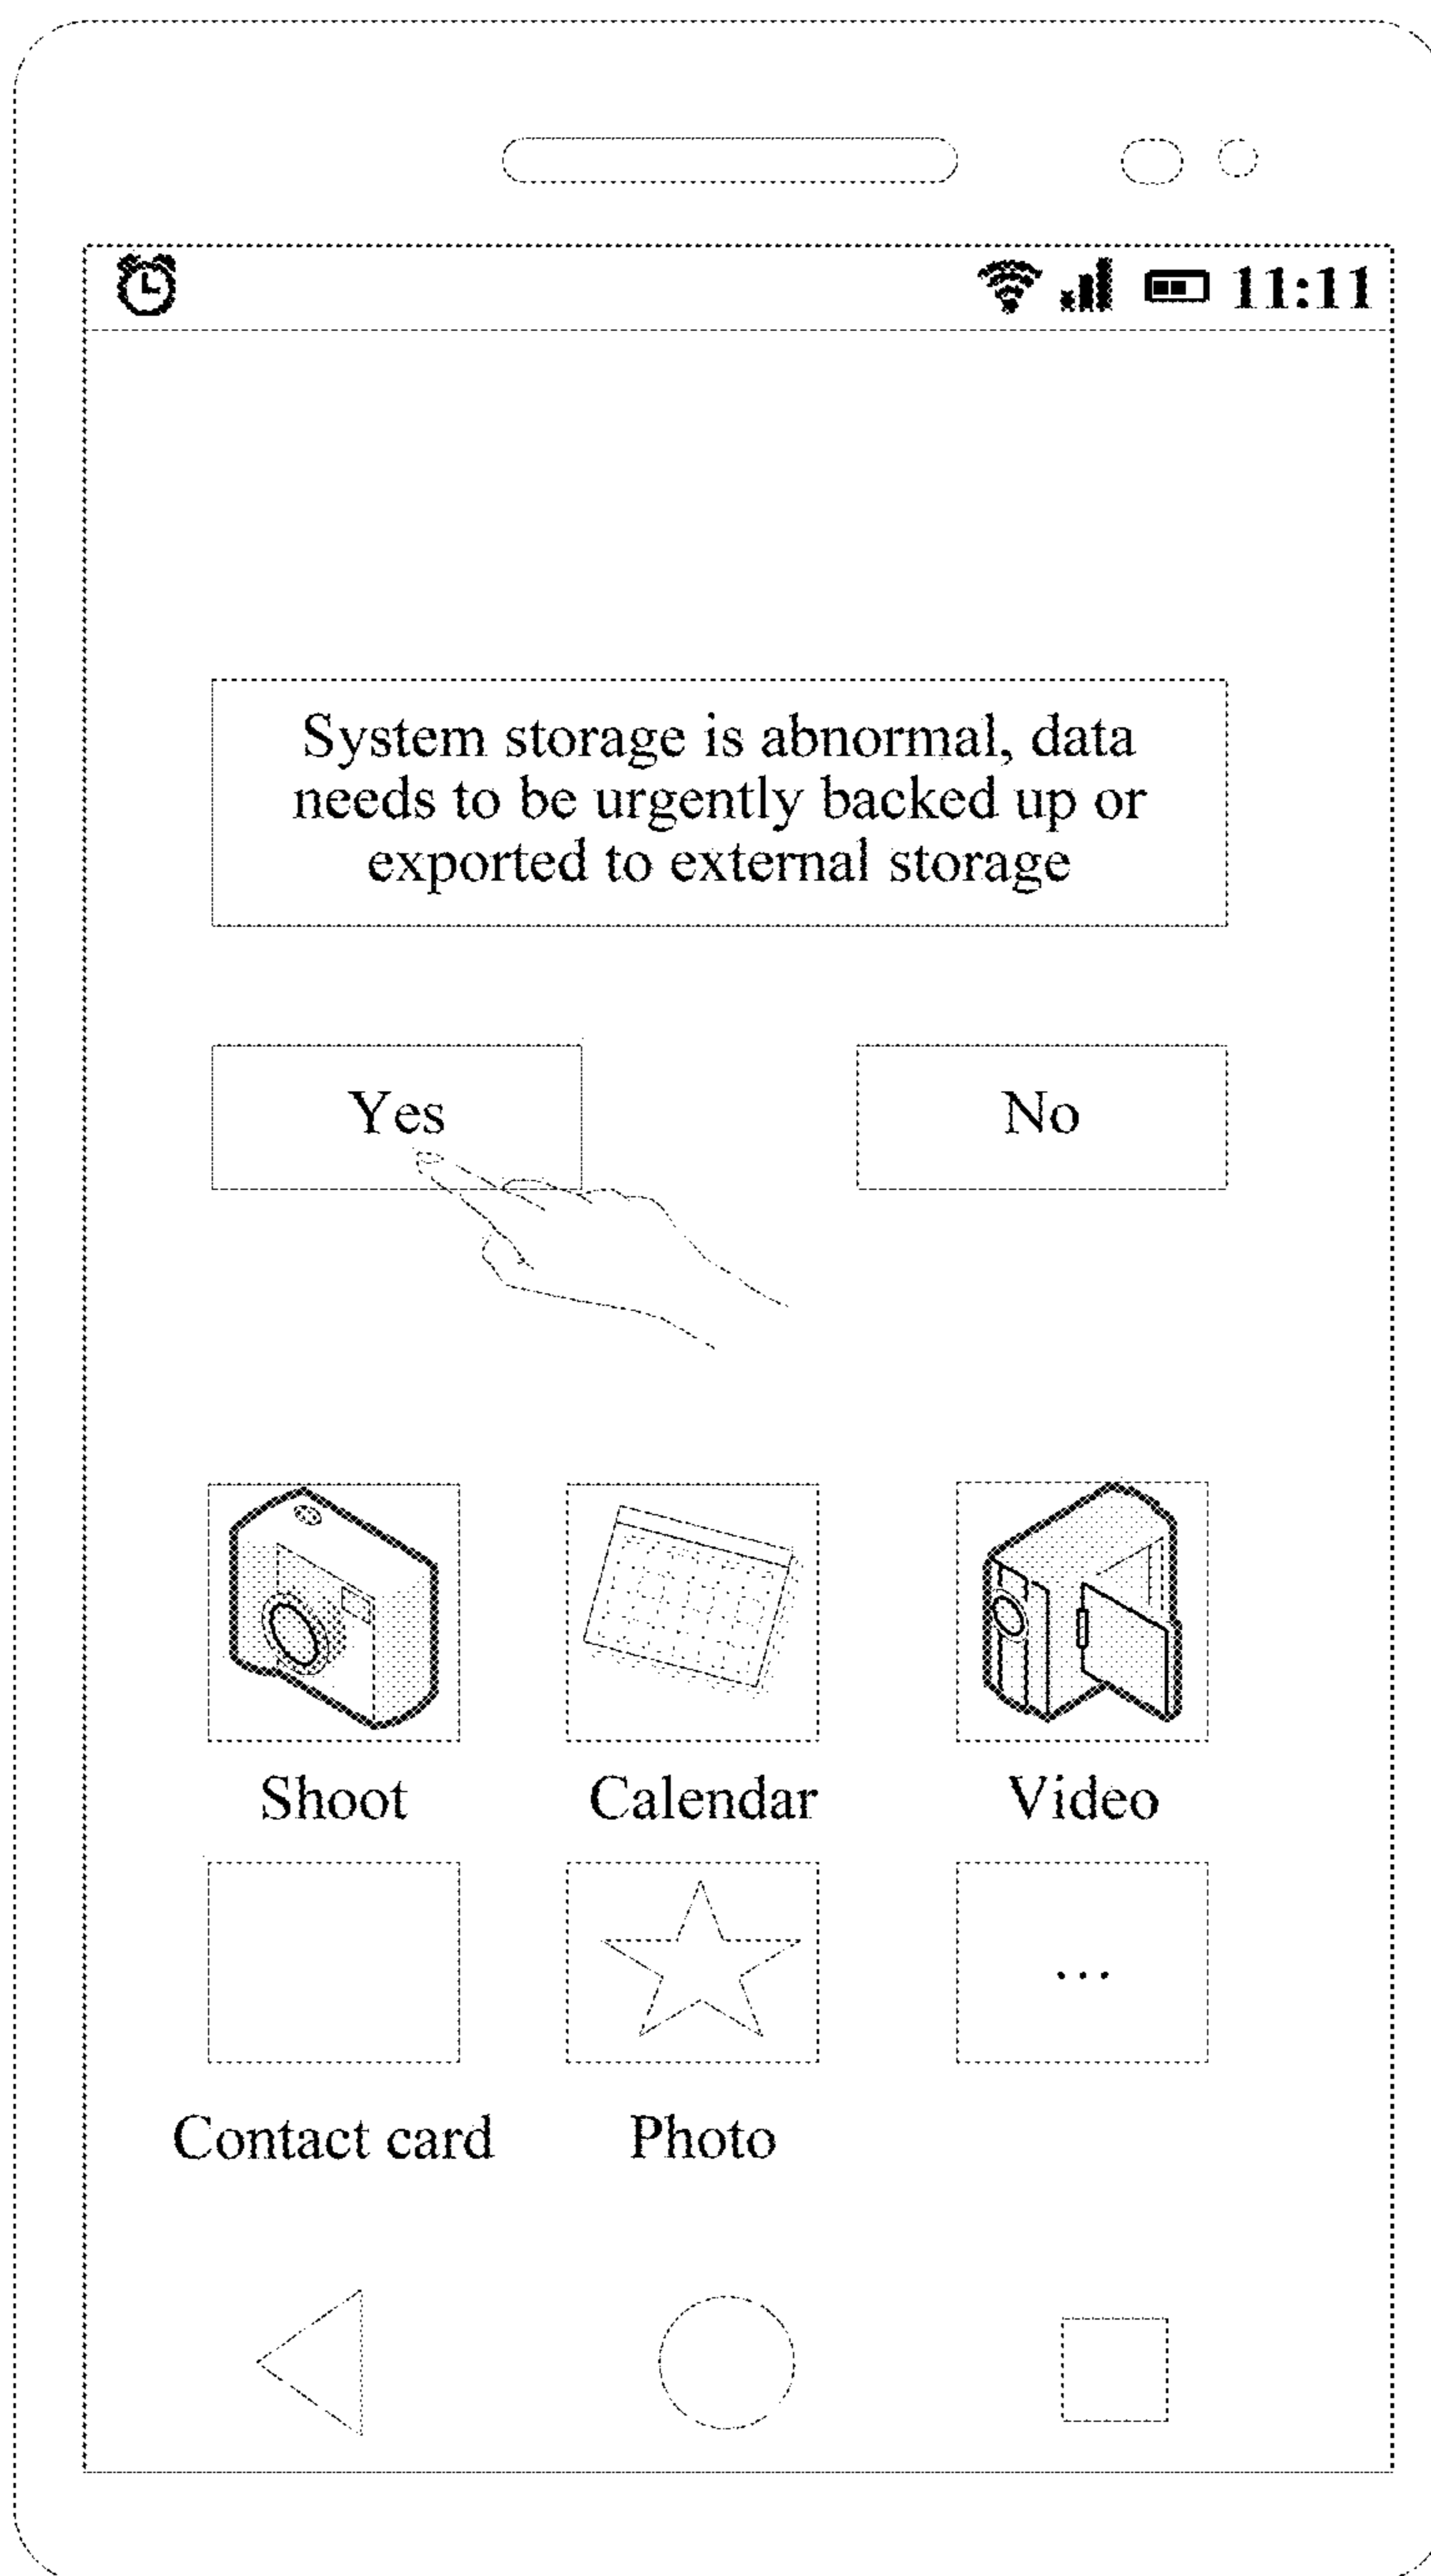 11:11
System storage is abnormal, data
needs to be urgently backed up or
exported to external storage
Yes
No
Shoot
Calendar
Video
...
Contact card
Photo